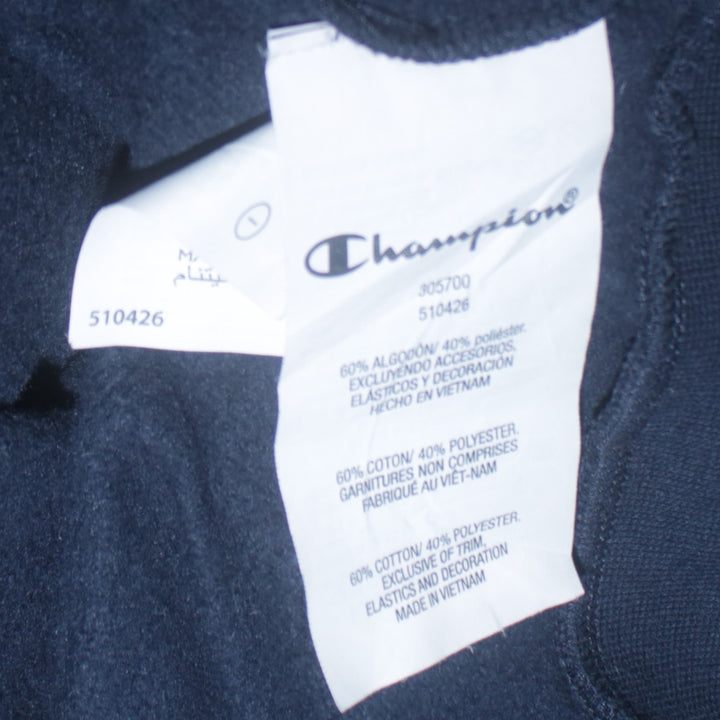 Champion®
305700
510426
60% ALGODÓN/ 40% poliéster.
EXCLUYENDO ACCESORIOS,
ELÁSTICOS Y DECORACIÓN
HECHO EN VIETNAM
60% COTON/ 40% POLYESTER.
GARNITURES NON COMPRISES
FABRIQUÉ AU VIÊT-NAM
60% COTTON/ 40% POLYESTER.
EXCLUSIVE OF TRIM,
ELASTICS AND DECORATION
MADE IN VIETNAM
510426